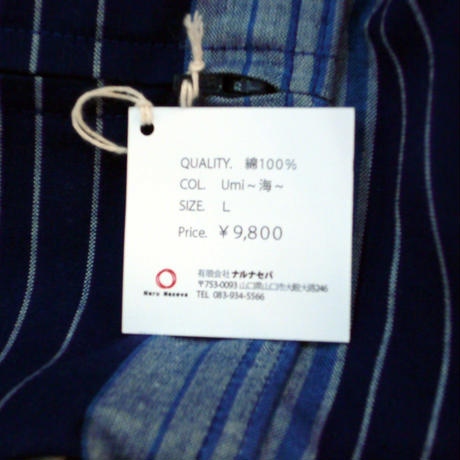 QUALITY. 綿100%
COL. Umi～海～
SIZE. L
Price. ￥9,800
Naru Naseva
有限会社 ナルナセバ
〒753-0093 山口県山口市大殿大路246
TEL 083-934-5566